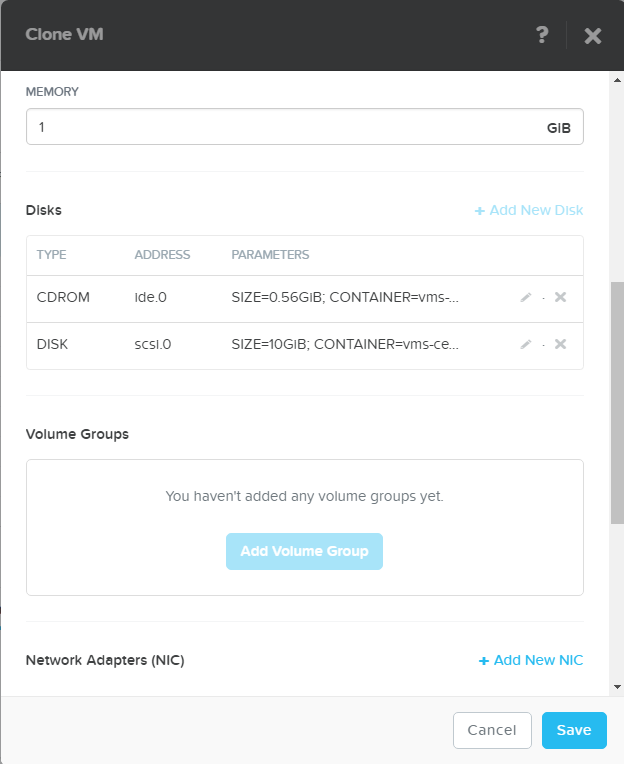 Clone VM ?
MEMORY
1 GIB
Disks + Add New Disk
TYPE ADDRESS PARAMETERS
CDROM ide.0 SIZE=0.56GiB; CONTAINER=vms-...
DISK scsi.0 SIZE=10GiB; CONTAINER=vms-ce...
Volume Groups
You haven't added any volume groups yet.
Add Volume Group
Network Adapters (NIC) + Add New NIC
Cancel Save